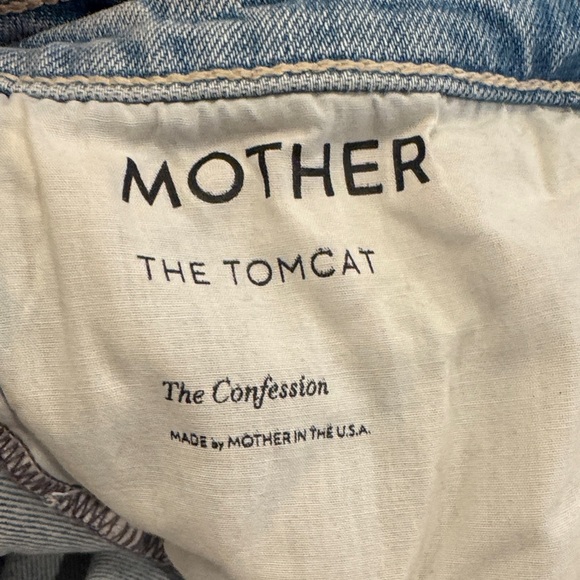 MOTHER
THE TOMCAT
The Confession
MADE by MOTHER IN THE U.S.A.